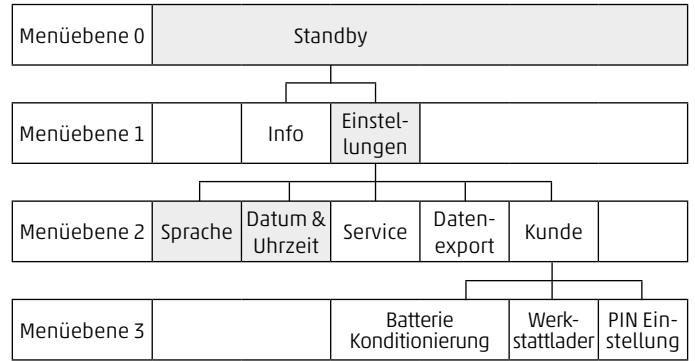 Menüebene 0
Standby
Menüebene 1
Info
Einstel-
lungen
Menüebene 2
Sprache
Datum &
Uhrzeit
Service
Daten-
export
Kunde
Menüebene 3
Batterie
Konditionierung
Werk-
stattlader
PIN Ein-
stellung